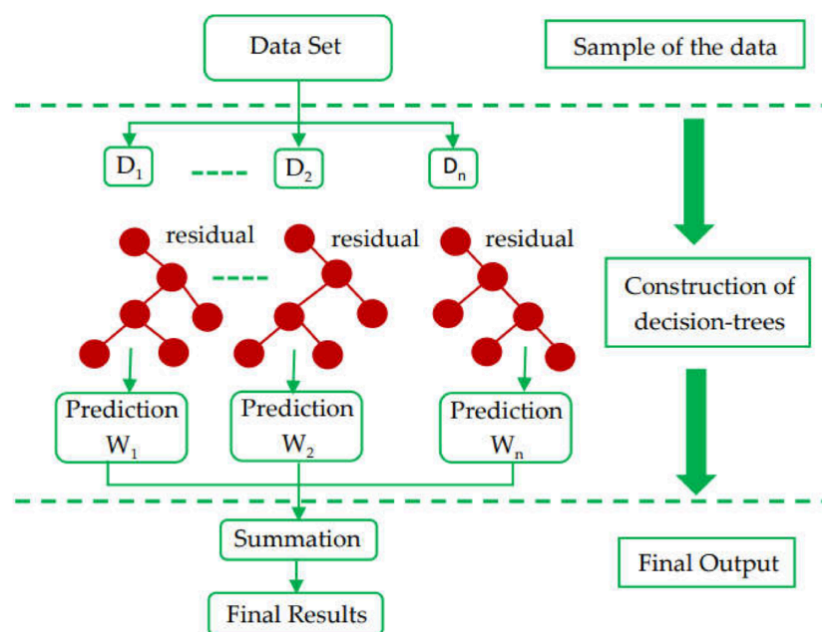 Data Set
Sample of the data
D₁
D₂
Dₙ
residual
residual
residual
Construction of
decision-trees
Prediction
W₁
Prediction
W₂
Prediction
Wₙ
Summation
Final Output
Final Results